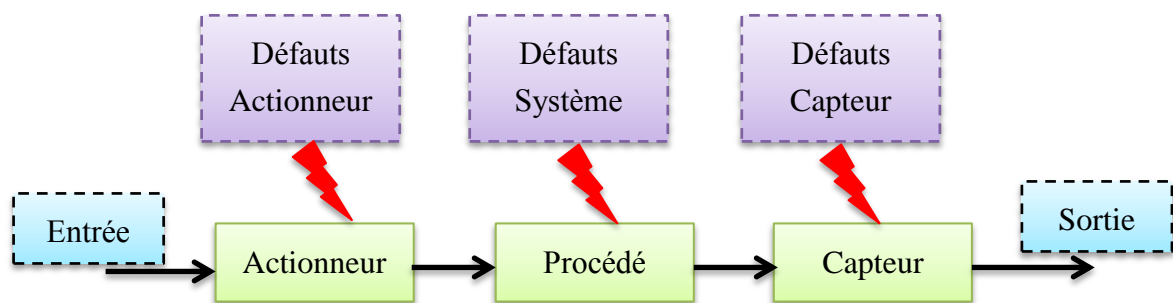 Défauts
Actionneur
Défauts
Système
Défauts
Capteur
Entrée
Actionneur
Procédé
Capteur
Sortie